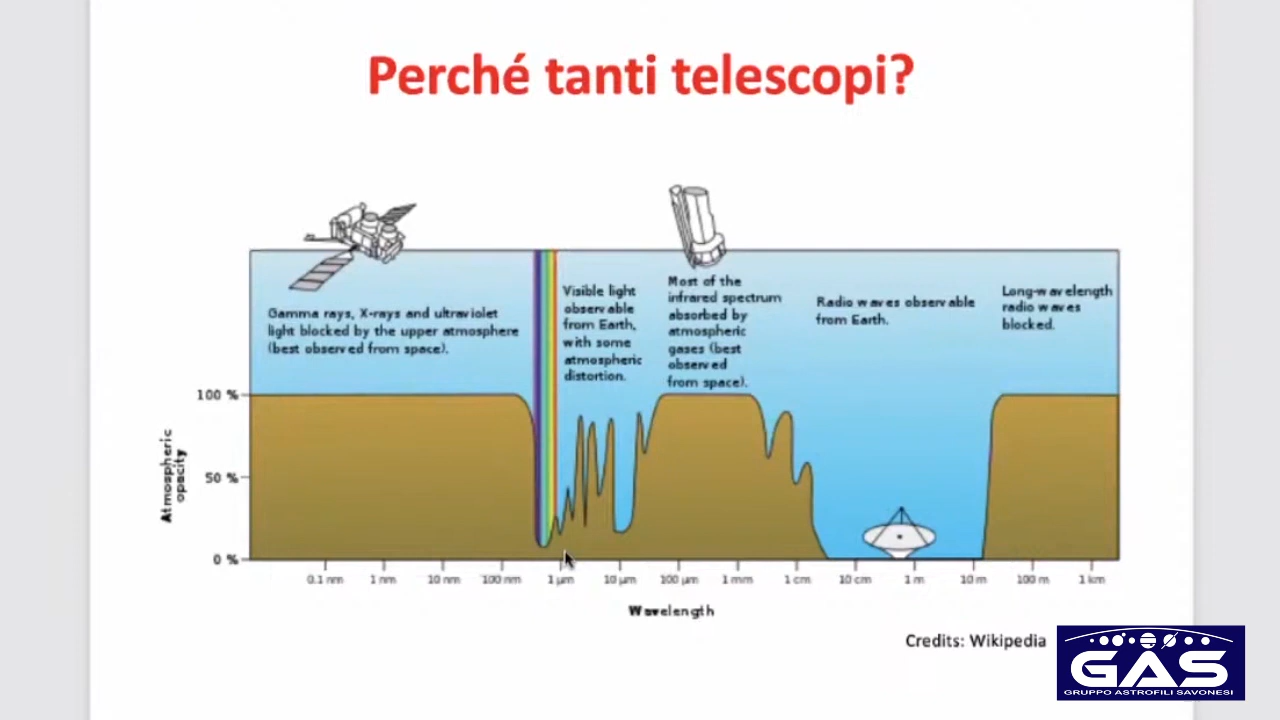 Perché tanti telescopi?
Gamma rays, X-rays and ultraviolet
light blocked by the upper atmosphere
(best observed from space).
Visible light
observable
from Earth,
with some
atmospheric
distortion.
Most of the
infrared spectrum
absorbed by
atmospheric
gases (best
observed
from space).
Radio waves observable
from Earth.
Long-wavelength
radio waves
blocked.
Atmospheric
opacity
100 %
50 %
0 %
0.1 nm 1 nm 10 nm 100 nm 1 μm 10 μm 100 μm 1 mm 1 cm 10 cm 1 m 10 m 100 m 1 km
Wavelength
Credits: Wikipedia
GAS
GRUPPO ASTROFILI SAVONESI